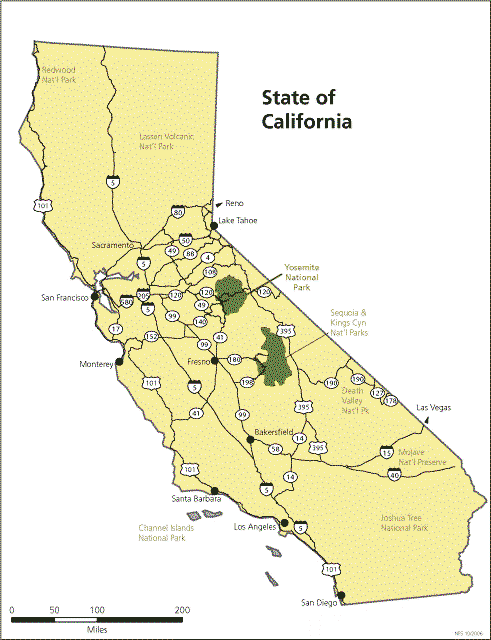 State of
California
Redwood
Nat'l Park
Lassen Volcanic
Nat'l Park
5
101
Reno
80
Lake Tahoe
Sacramento
50
49
88
4
5
108
Yosemite
National
Park
San Francisco
580
205
5
120
120
49
120
99
140
Sequoia &
Kings Cyn
Nat'l Parks
395
17
152
41
99
Monterey
Fresno
180
101
5
198
190
190
127
178
Death
Valley
Nat'l Pk
41
99
395
Las Vegas
Bakersfield
58
14
395
15
Mojave
Nat'l Preserve
101
40
14
5
Santa Barbara
Channel Islands
National Park
Los Angeles
5
Joshua Tree
National Park
101
San Diego
0 50 100 200
Miles
NPS 10/2006